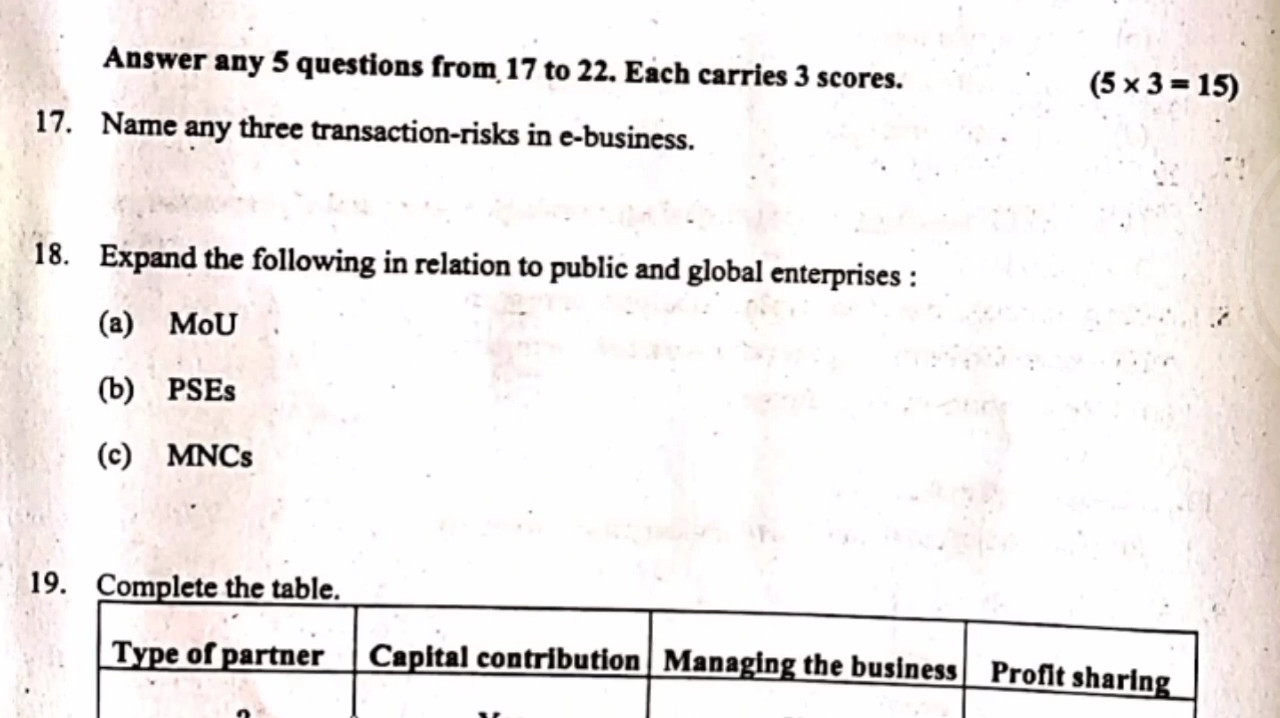 Answer any 5 questions from 17 to 22. Each carries 3 scores. (5 × 3 = 15)
17. Name any three transaction-risks in e-business.
18. Expand the following in relation to public and global enterprises :
(a) MoU
(b) PSEs
(c) MNCs
19. Complete the table.
Type of partner Capital contribution Managing the business Profit sharing